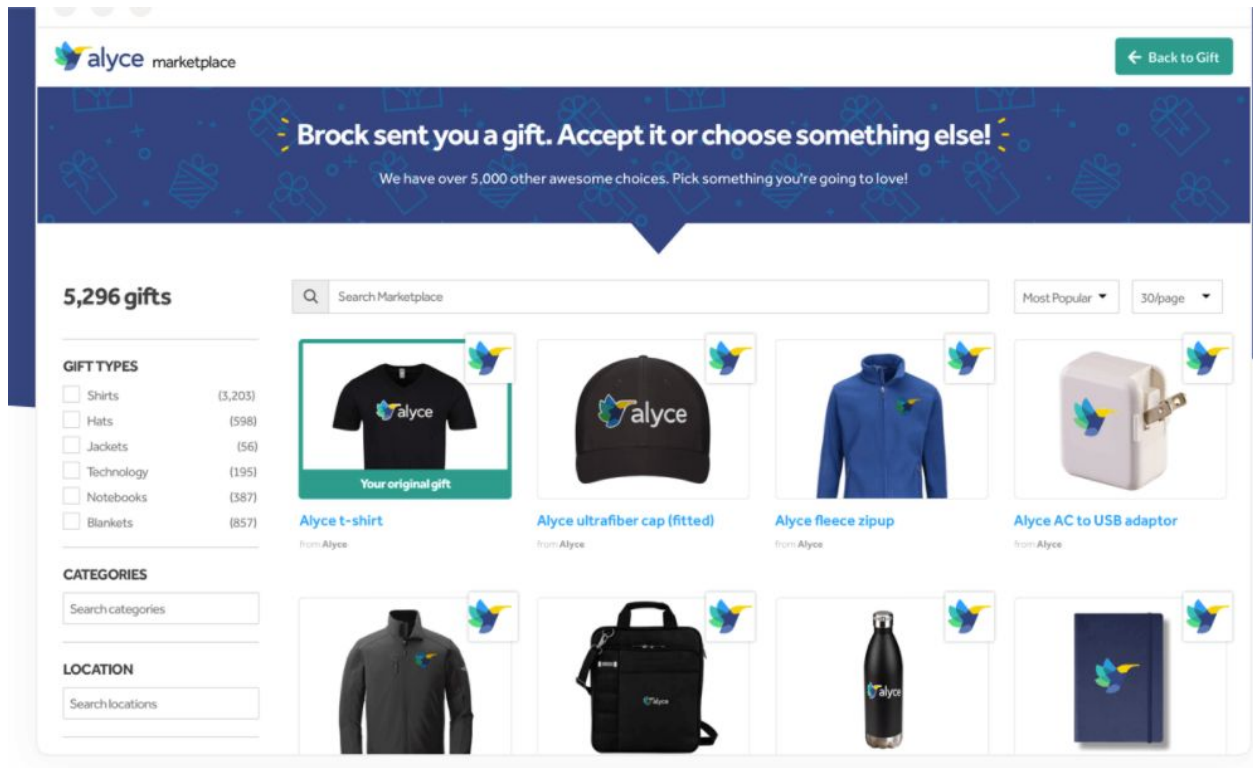 alyce marketplace
← Back to Gift
Brock sent you a gift. Accept it or choose something else!
We have over 5,000 other awesome choices. Pick something you're going to love!
5,296 gifts
Search Marketplace
Most Popular
30/page
GIFT TYPES
Shirts (3,203)
Hats (598)
Jackets (56)
Technology (195)
Notebooks (387)
Blankets (857)
CATEGORIES
Search categories
LOCATION
Search locations
alyce
Your original gift
Alyce t-shirt
from Alyce
alyce
Alyce ultrafiber cap (fitted)
from Alyce
Alyce fleece zipup
from Alyce
Alyce AC to USB adaptor
from Alyce
alyce
alyce